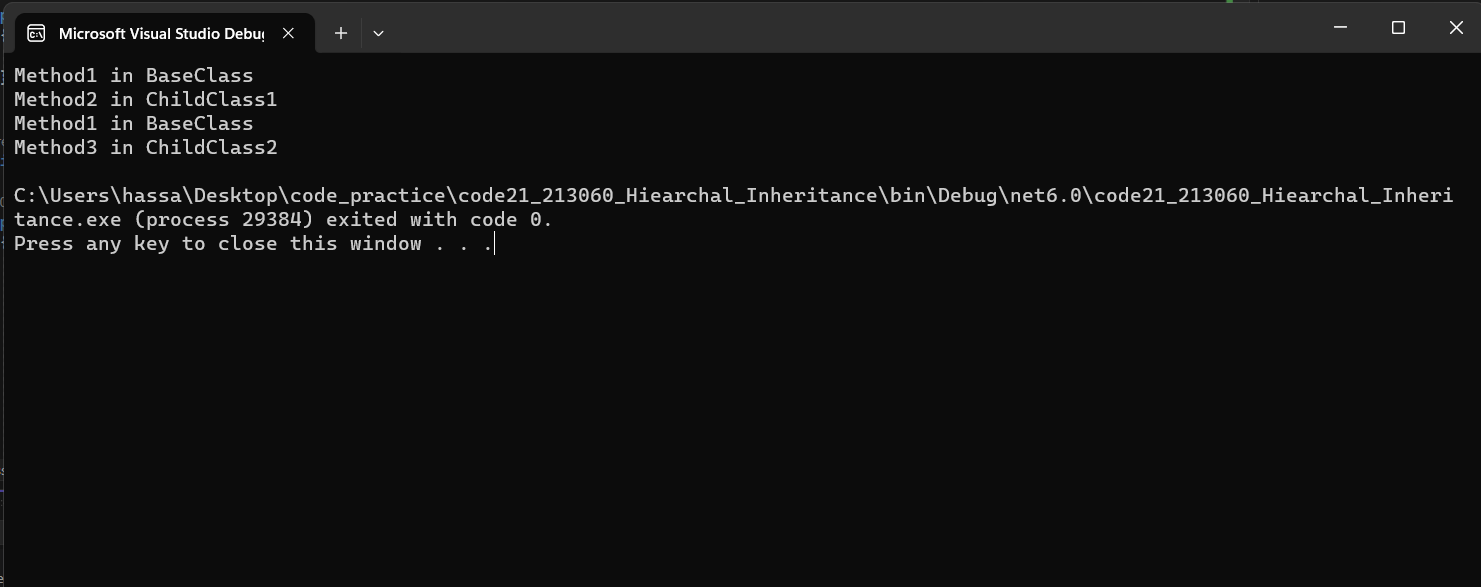 Microsoft Visual Studio Debu
Method1 in BaseClass
Method2 in ChildClass1
Method1 in BaseClass
Method3 in ChildClass2
C:\Users\hassa\Desktop\code_practice\code21_213060_Hiearchal_Inheritance\bin\Debug\net6.0\code21_213060_Hiearchal_Inheri
tance.exe (process 29384) exited with code 0.
Press any key to close this window . . .